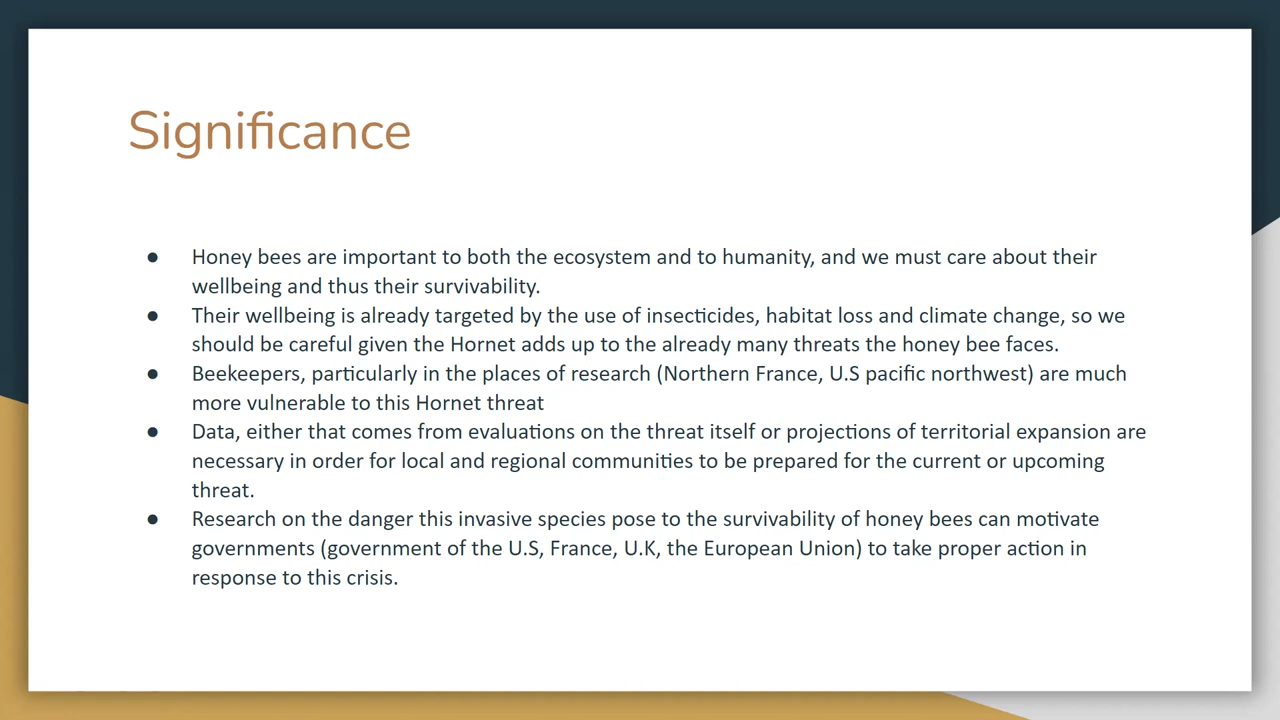 Significance
● Honey bees are important to both the ecosystem and to humanity, and we must care about their
wellbeing and thus their survivability.
● Their wellbeing is already targeted by the use of insecticides, habitat loss and climate change, so we
should be careful given the Hornet adds up to the already many threats the honey bee faces.
● Beekeepers, particularly in the places of research (Northern France, U.S pacific northwest) are much
more vulnerable to this Hornet threat
● Data, either that comes from evaluations on the threat itself or projections of territorial expansion are
necessary in order for local and regional communities to be prepared for the current or upcoming
threat.
● Research on the danger this invasive species pose to the survivability of honey bees can motivate
governments (government of the U.S, France, U.K, the European Union) to take proper action in
response to this crisis.